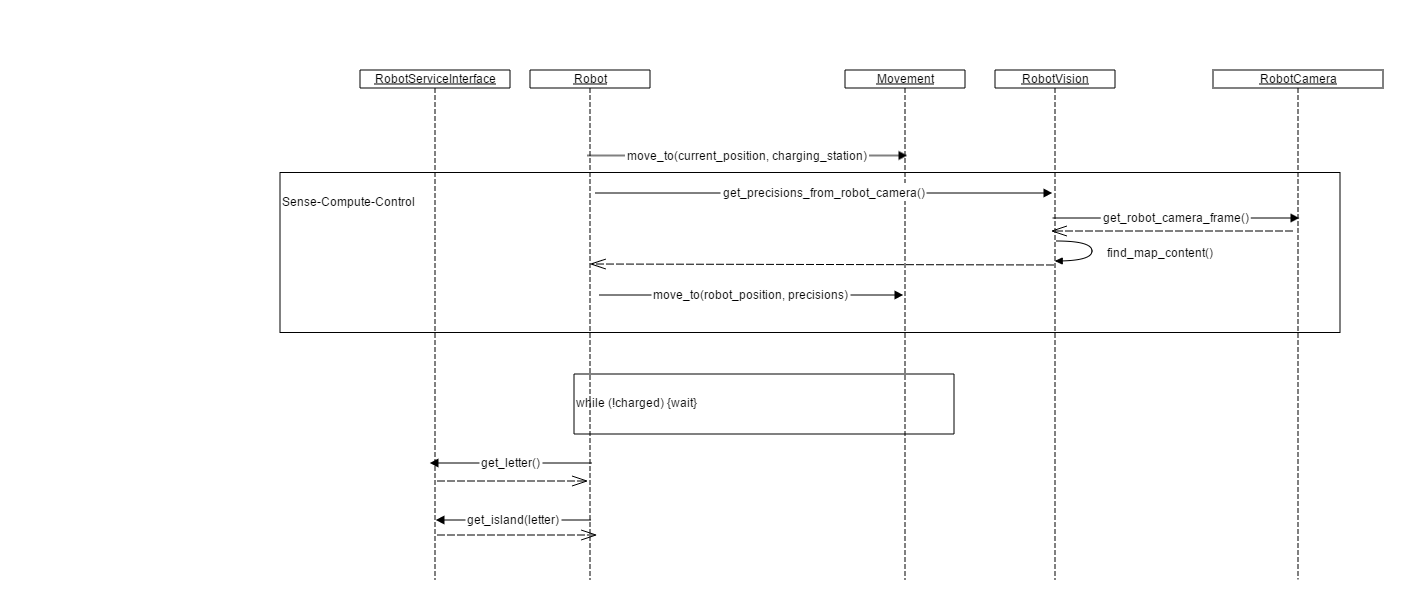 RobotServiceInterface
Robot
Movement
RobotVision
RobotCamera
move_to(current_position, charging_station)
get_precisions_from_robot_camera()
Sense-Compute-Control
get_robot_camera_frame()
find_map_content()
move_to(robot_position, precisions)
while (!charged) {wait}
get_letter()
get_island(letter)